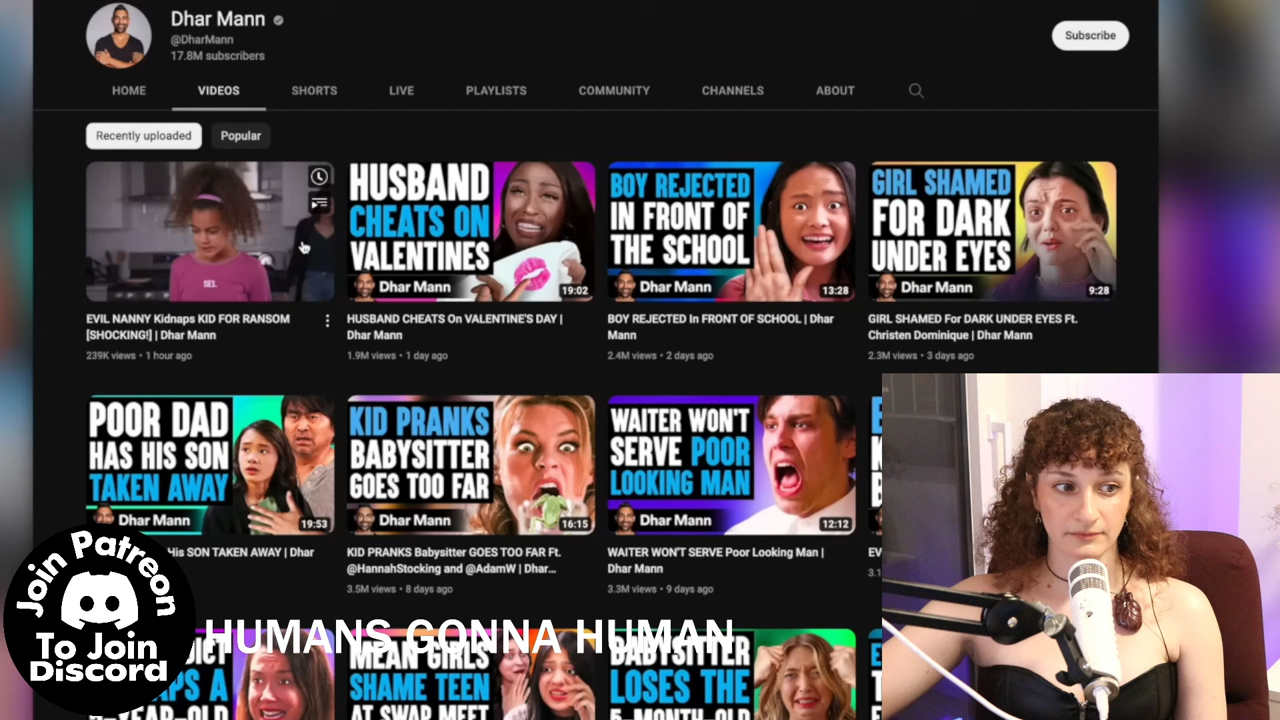 Dhar Mann
@DharMann
17.8M subscribers
Subscribe
HOME VIDEOS SHORTS LIVE PLAYLISTS COMMUNITY CHANNELS ABOUT
Recently uploaded Popular
HUSBAND
CHEATS ON
VALENTINES
Dhar Mann
19:02
BOY REJECTED
IN FRONT OF
THE SCHOOL
Dhar Mann
13:28
GIRL SHAMED
FOR DARK
UNDER EYES
Dhar Mann
9:28
EVIL NANNY Kidnaps KID FOR RANSOM
[SHOCKING!] | Dhar Mann
239K views • 1 hour ago
HUSBAND CHEATS On VALENTINE'S DAY |
Dhar Mann
1.9M views • 1 day ago
BOY REJECTED In FRONT OF SCHOOL | Dhar
Mann
2.4M views • 2 days ago
GIRL SHAMED For DARK UNDER EYES Ft.
Christen Dominique | Dhar Mann
2.3M views • 3 days ago
POOR DAD
HAS HIS SON
TAKEN AWAY
Dhar Mann
19:53
KID PRANKS
BABYSITTER
GOES TOO FAR
Dhar Mann
16:15
WAITER WON'T
SERVE POOR
LOOKING MAN
Dhar Mann
12:12
His SON TAKEN AWAY | Dhar
KID PRANKS Babysitter GOES TOO FAR Ft.
@HannahStocking and @AdamW | Dhar...
3.5M views • 8 days ago
WAITER WON'T SERVE Poor Looking Man |
Dhar Mann
3.3M views • 9 days ago
MEAN GIRLS
SHAME TEEN
AT SWAP MEET
BABYSITTER
LOSES THE
5-MONTH-OLD
HUMANS GONNA HUMAN
Join Patreon
To Join
Discord